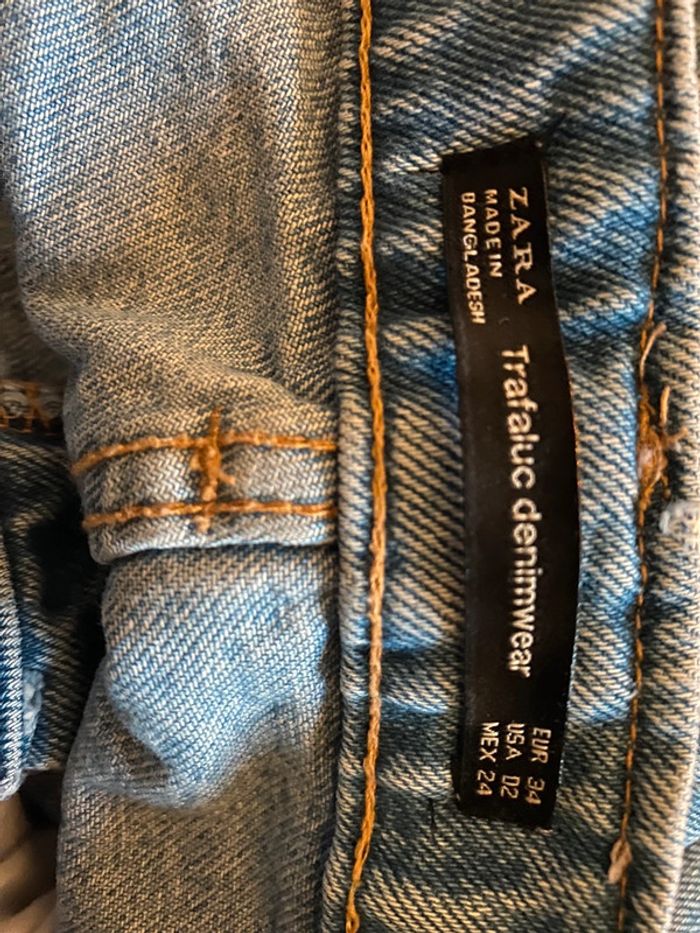 ZARA
MADE IN
BANGLADESH
Trafaluc denimwear
EUR 34
USA 02
MEX 24